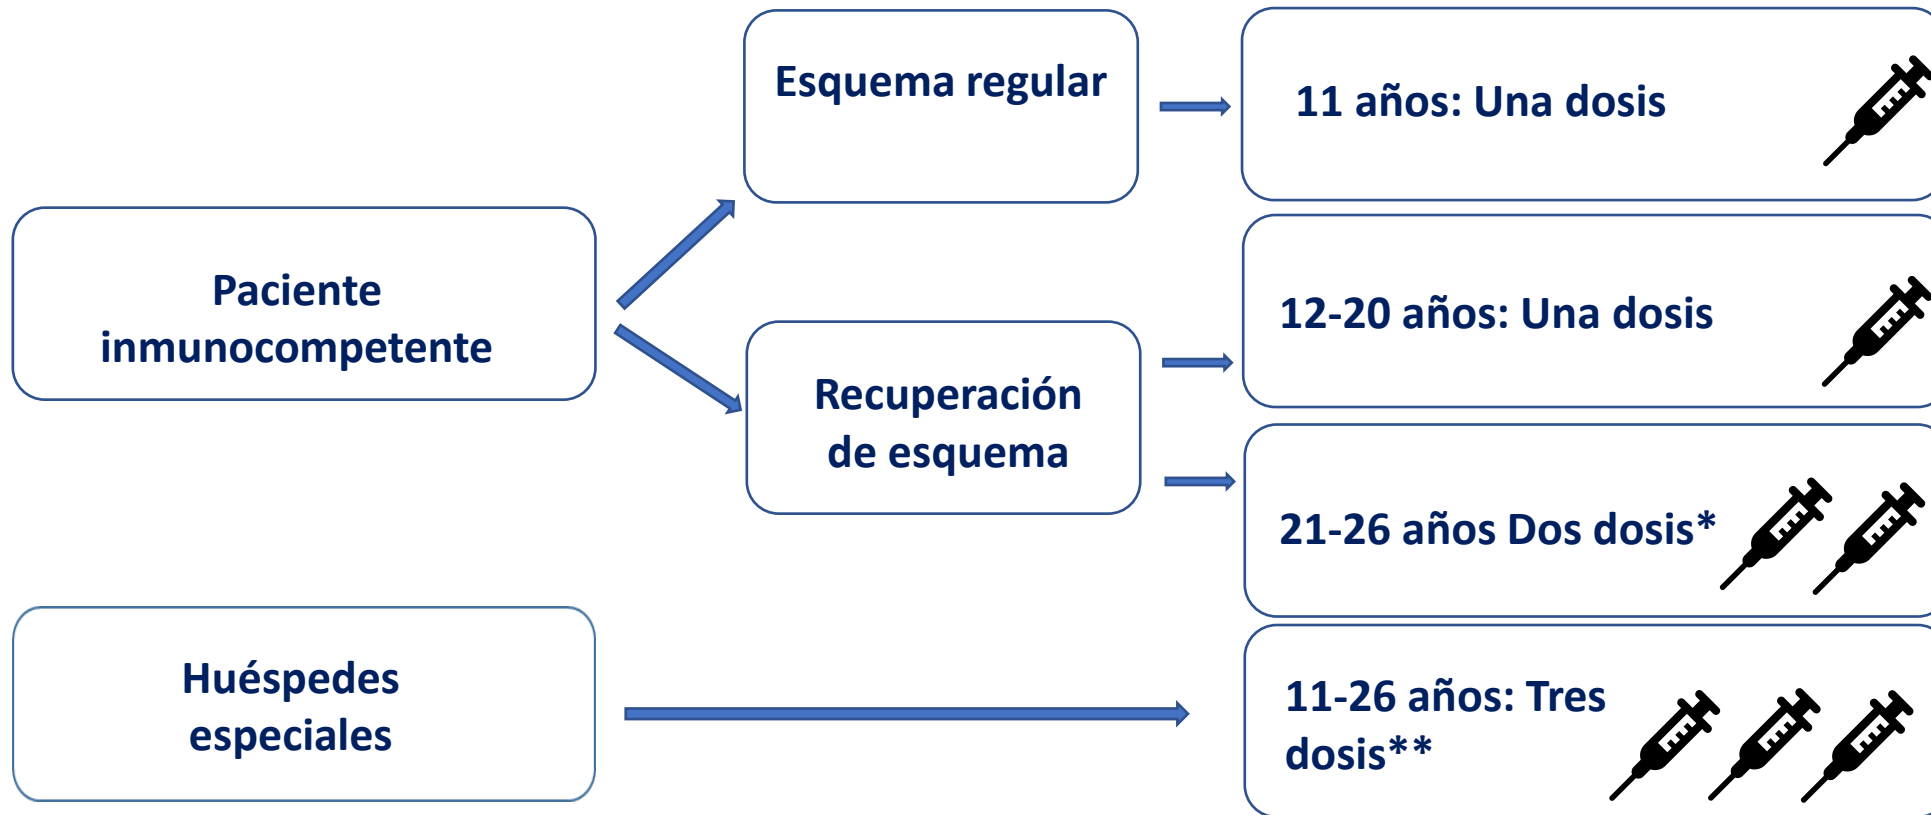 Esquema regular
11 años: Una dosis
Paciente
inmunocompetente
12-20 años: Una dosis
Recuperación
de esquema
21-26 años Dos dosis*
Huéspedes
especiales
11-26 años: Tres
dosis**